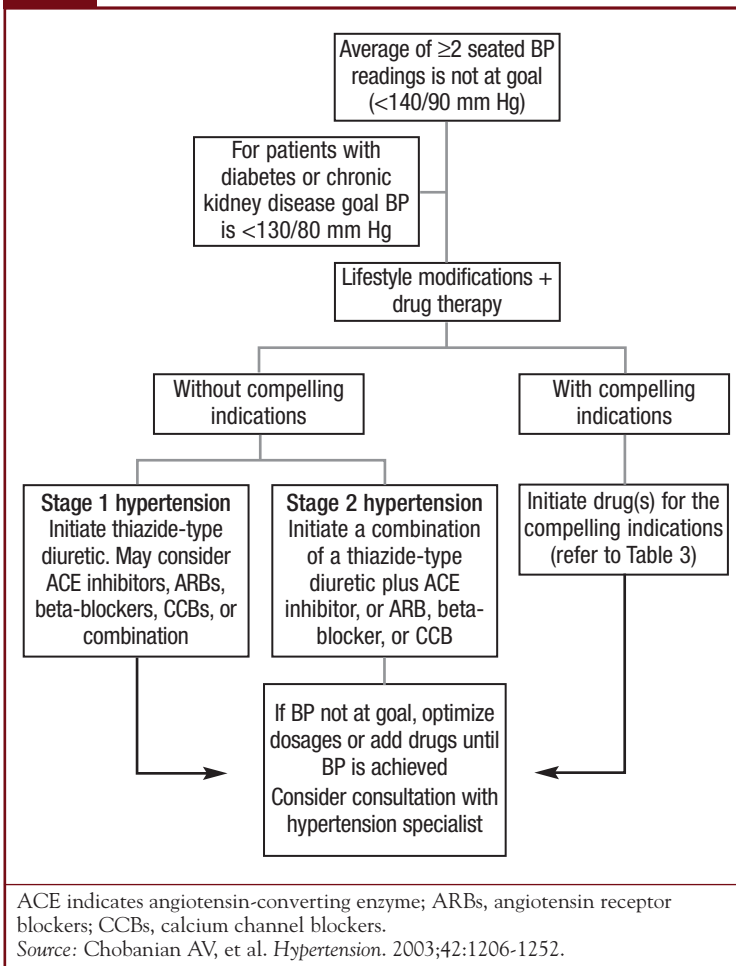 Average of ≥2 seated BP
readings is not at goal
(<140/90 mm Hg)
For patients with
diabetes or chronic
kidney disease goal BP
is <130/80 mm Hg
Lifestyle modifications +
drug therapy
Without compelling
indications
With compelling
indications
Stage 1 hypertension
Initiate thiazide-type
diuretic. May consider
ACE inhibitors, ARBs,
beta-blockers, CCBs, or
combination
Stage 2 hypertension
Initiate a combination
of a thiazide-type
diuretic plus ACE
inhibitor, or ARB, beta-
blocker, or CCB
Initiate drug(s) for the
compelling indications
(refer to Table 3)
If BP not at goal, optimize
dosages or add drugs until
BP is achieved
Consider consultation with
hypertension specialist
ACE indicates angiotensin-converting enzyme; ARBs, angiotensin receptor
blockers; CCBs, calcium channel blockers.
Source: Chobanian AV, et al. Hypertension. 2003;42:1206-1252.